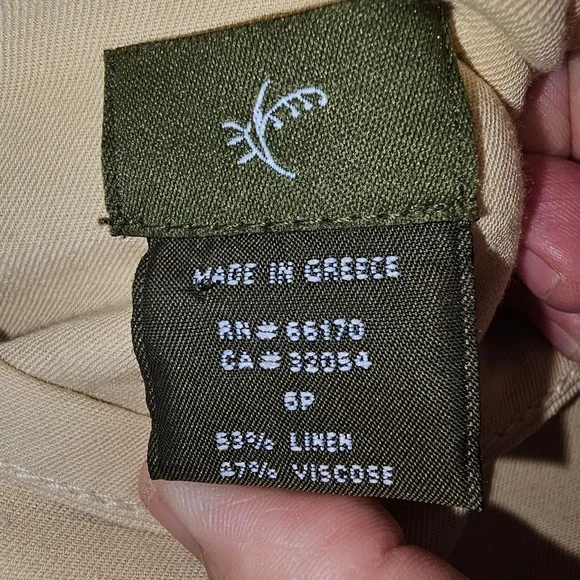 MADE IN GREECE
RN# 66170
CA# 33054
6P
53% LINEN
47% VISCOSE